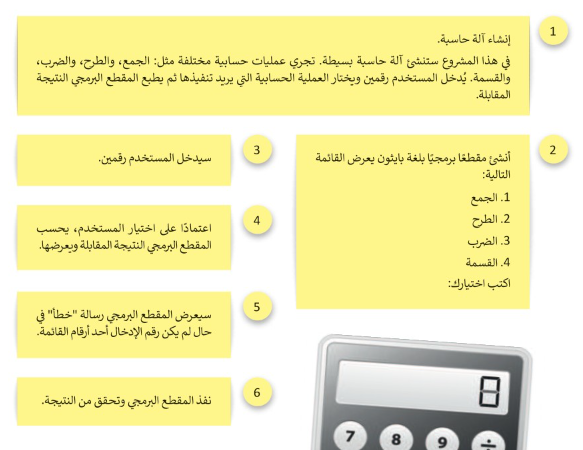 1
إنشاء آلة حاسبة.
في هذا المشروع ستنشئ آلة حاسبة بسيطة. تجري عمليات حسابية مختلفة مثل: الجمع، والطرح، والضرب،
والقسمة. يُدخل المستخدم رقمين ويختار العملية الحسابية التي يريد تنفيذها ثم يطبع المقطع البرمجي النتيجة
المقابلة.
2
أنشئ مقطعًا برمجيًا بلغة بايثون يعرض القائمة
التالية:
1. الجمع
2. الطرح
3. الضرب
4. القسمة
اكتب اختيارك:
3
سيدخل المستخدم رقمين.
4
اعتمادًا على اختيار المستخدم، يحسب
المقطع البرمجي النتيجة المقابلة ويعرضها.
5
سيعرض المقطع البرمجي رسالة "خطأ" في
حال لم يكن رقم الإدخال أحد أرقام القائمة.
6
نفذ المقطع البرمجي وتحقق من النتيجة.
0
7 8 9 ÷